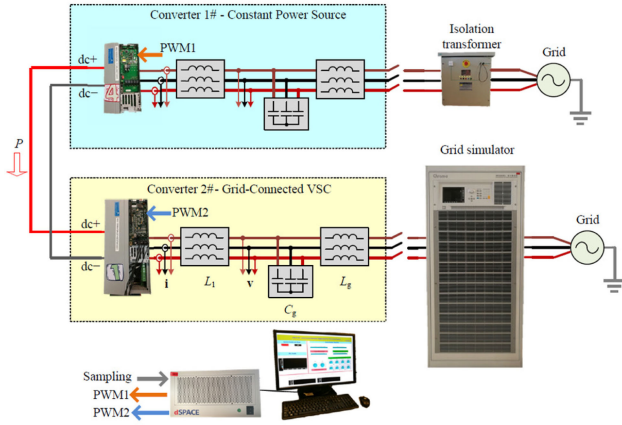 Converter 1# - Constant Power Source
PWM1
dc+
dc−
Isolation
transformer
Grid
P
Grid simulator
Converter 2# - Grid-Connected VSC
PWM2
dc+
dc−
i
L1
v
Cg
Lg
Grid
Sampling
PWM1
PWM2
dSPACE